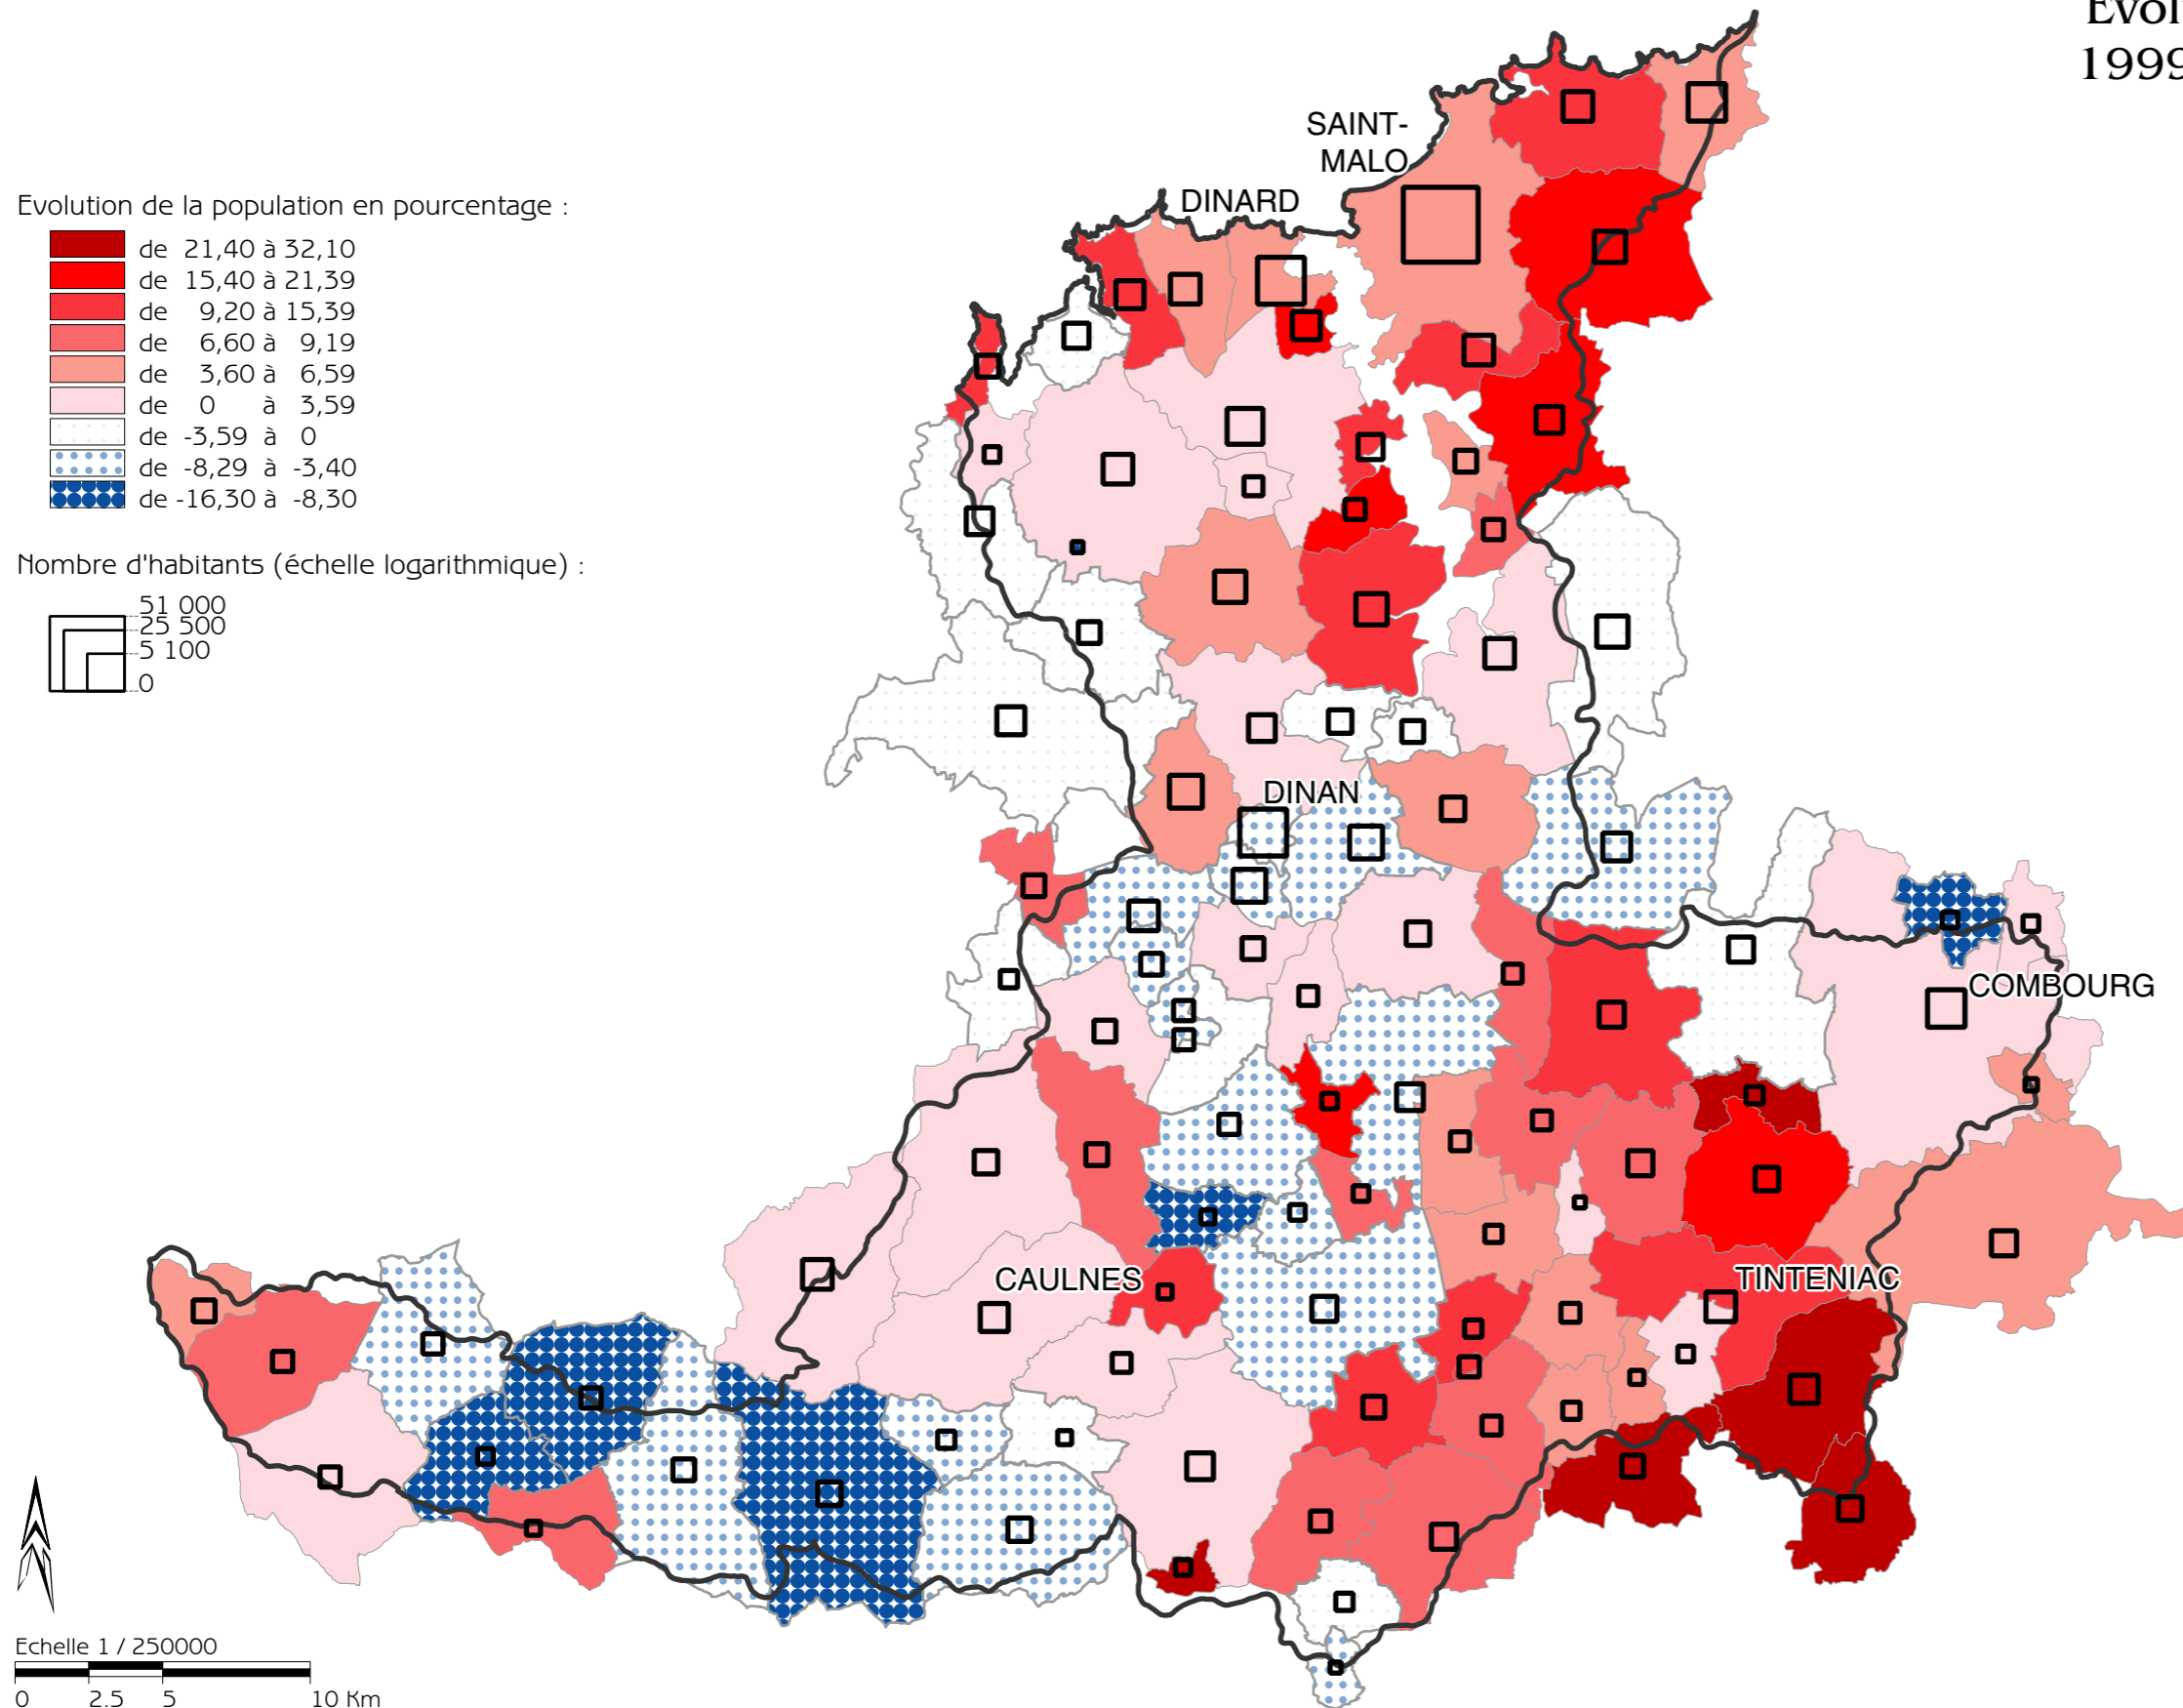 1999
SAINT-
MALO
DINARD
Evolution de la population en pourcentage :
de 21,40 à 32,10
de 15,40 à 21,39
de 9,20 à 15,39
de 6,60 à 9,19
de 3,60 à 6,59
de 0 à 3,59
de -3,59 à 0
de -8,29 à -3,40
de -16,30 à -8,30
Nombre d'habitants (échelle logarithmique) :
51 000
25 500
5 100
0
DINAN
COMBOURG
CAULNES
TINTENIAC
Echelle 1 / 250000
0 2,5 5 10 Km